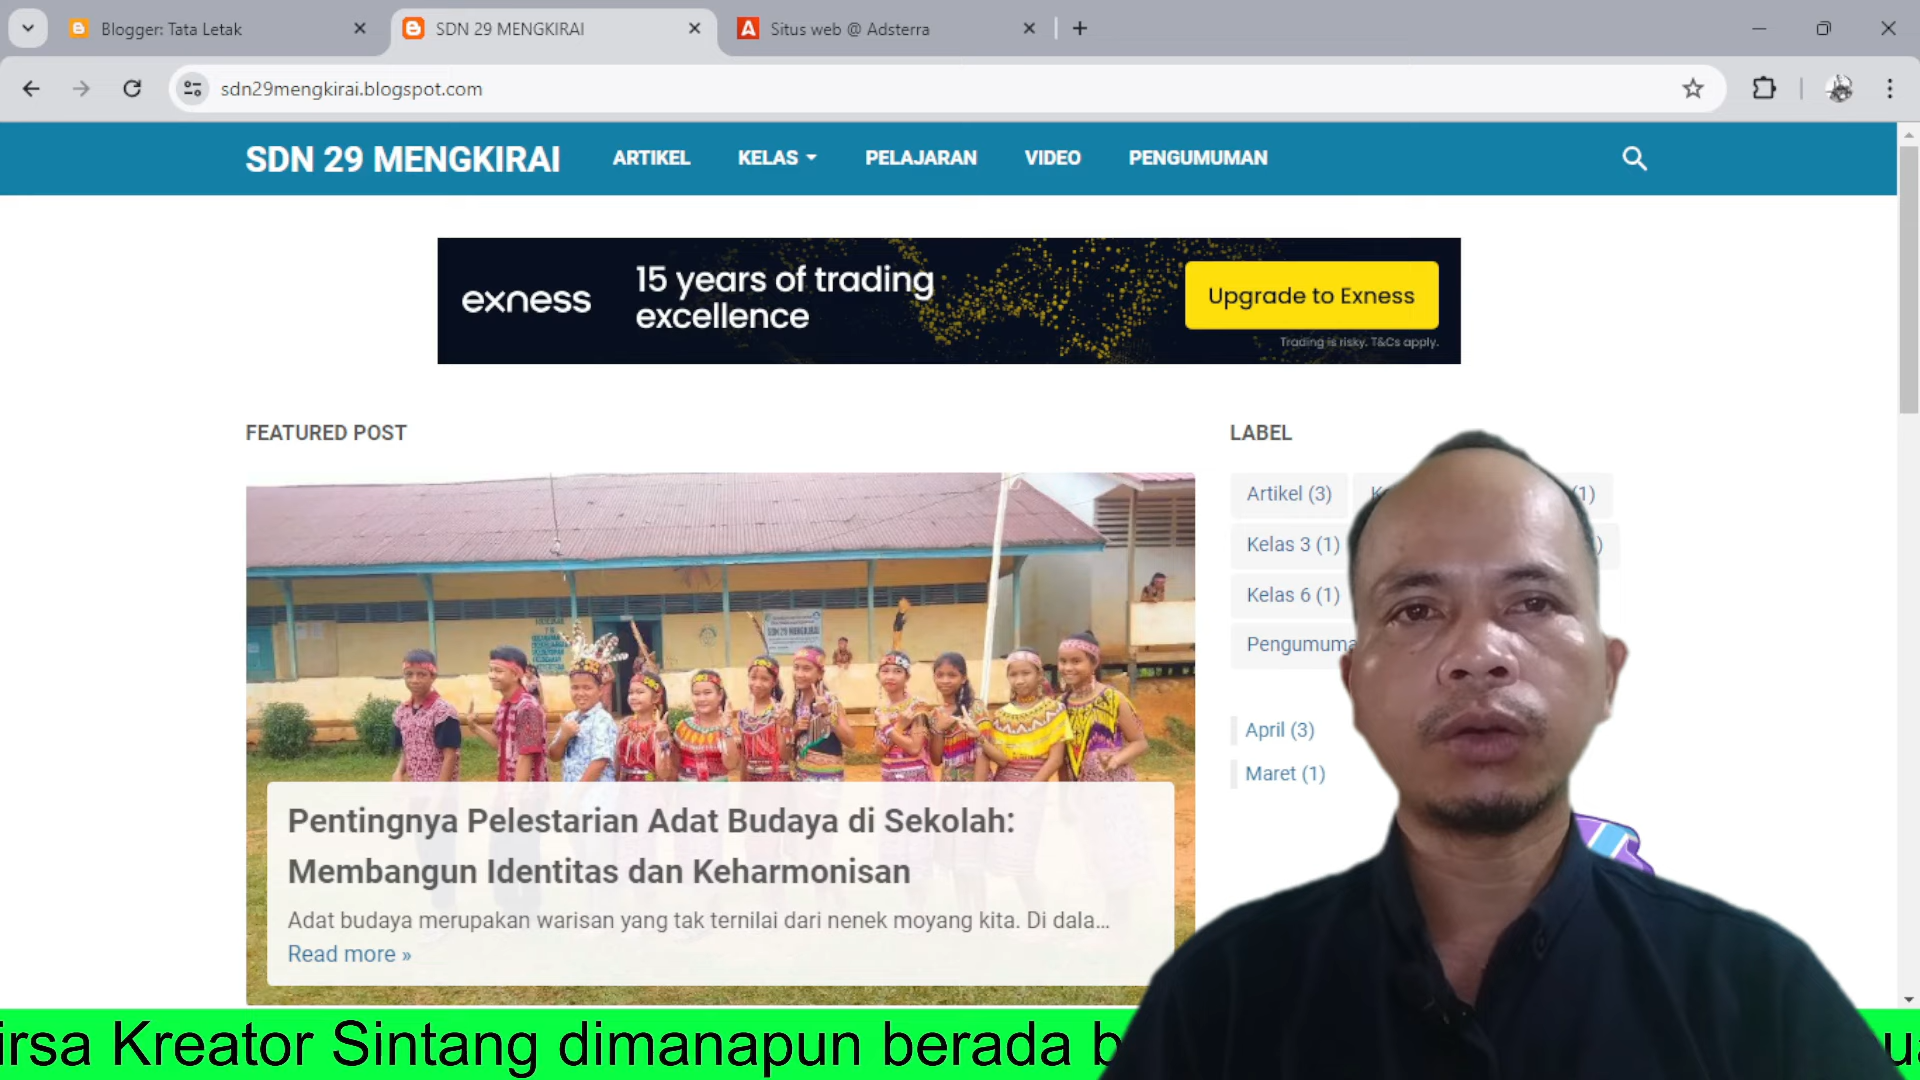 Blogger: Tata Letak
SDN 29 MENGKIRAI
Situs web @ Adsterra
sdn29mengkirai.blogspot.com
SDN 29 MENGKIRAI
ARTIKEL
KELAS
PELAJARAN
VIDEO
PENGUMUMAN
exness
15 years of trading
excellence
Upgrade to Exness
Trading is risky. T&Cs apply.
FEATURED POST
Pentingnya Pelestarian Adat Budaya di Sekolah:
Membangun Identitas dan Keharmonisan
Adat budaya merupakan warisan yang tak ternilai dari nenek moyang kita. Di dala...
Read more »
LABEL
Artikel (3)
(1)
Kelas 3 (1)
Kelas 6 (1)
Pengumuma
April (3)
Maret (1)
irsa Kreator Sintang dimanapun berada b